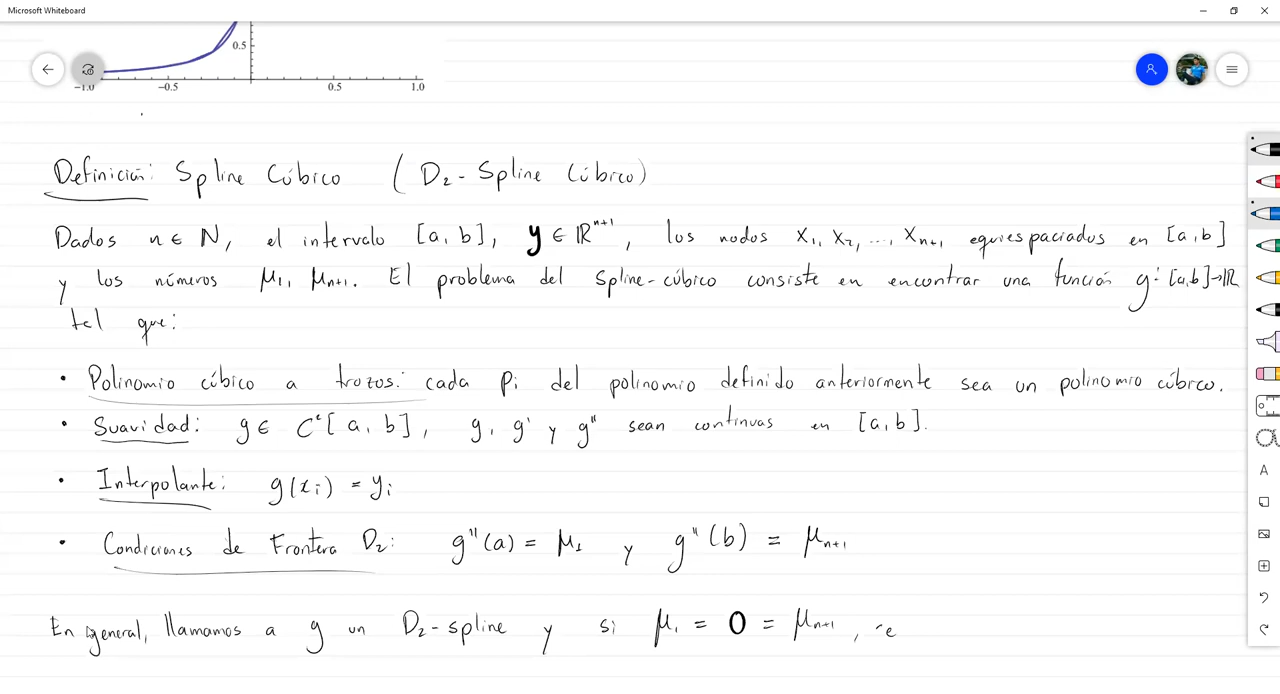 Microsoft Whiteboard
0.5
-1.0 -0.5 0.5 1.0
Definición: Spline Cúbico ( D₂ - Spline Cúbico)
Dados n ∈ ℕ, el intervalo [a, b], y ∈ ℝⁿ⁺¹, los nodos x₁, x₂, ..., xₙ₊₁ equiespaciados en [a, b]
y los números μ₁, μₙ₊₁. El problema del spline-cúbico consiste en encontrar una función g: [a,b]→ℝ
tal que:
• Polinomio cúbico a trozos: cada pᵢ del polinomio definido anteriormente sea un polinomio cúbico.
• Suavidad: g ∈ C²[a, b], g, g' y g'' sean continuas en [a, b].
• Interpolante: g(xᵢ) = yᵢ
• Condiciones de Frontera D₂: g''(a) = μ₁ y g''(b) = μₙ₊₁
En general, llamamos a g un D₂-spline y si μ₁ = 0 = μₙ₊₁,
A